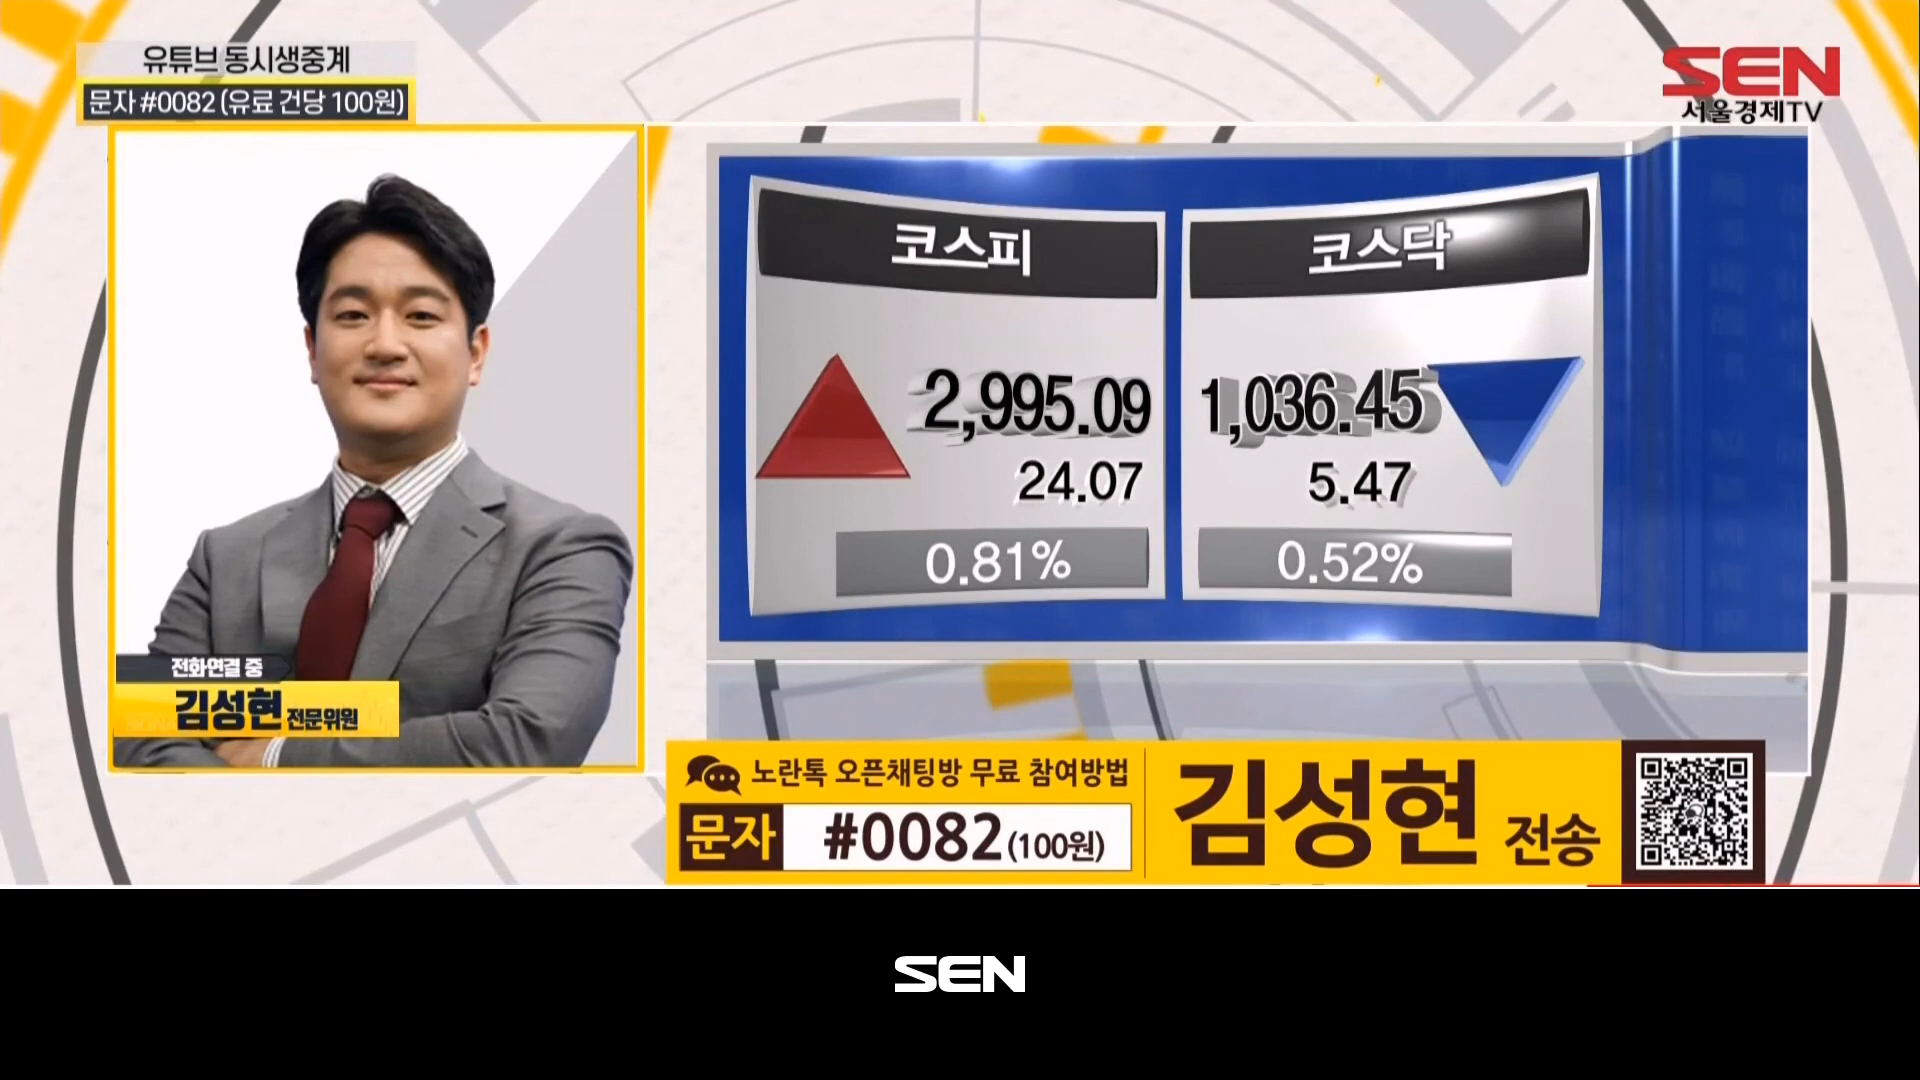 유튜브 동시생중계
문자 #0082 (유료 건당 100원)
SEN
서울경제TV
코스피
2,995.09
24.07
0.81%
코스닥
1,036.45
5.47
0.52%
전화연결 중
김성현 전문위원
노란톡 오픈채팅방 무료 참여방법
문자 #0082 (100원)
김성현 전송
SEN